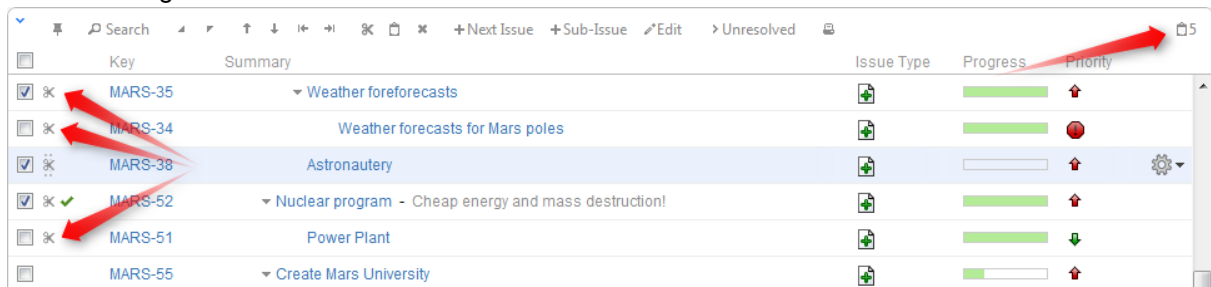 Search +Next Issue +Sub-Issue Edit >Unresolved 5
Key Summary Issue Type Progress Priority
MARS-35 Weather foreforecasts
MARS-34 Weather forecasts for Mars poles
MARS-38 Astronautery
MARS-52 Nuclear program - Cheap energy and mass destruction!
MARS-51 Power Plant
MARS-55 Create Mars University